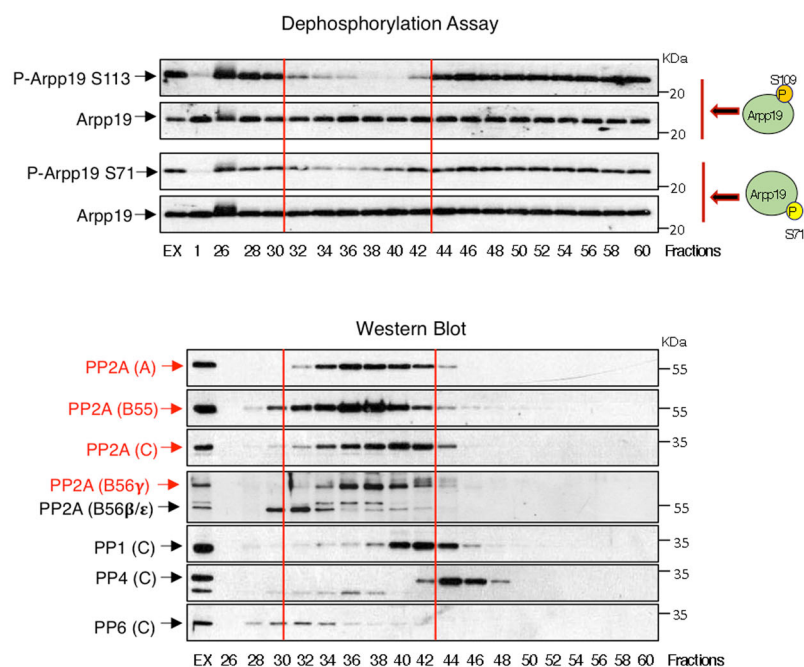 Dephosphorylation Assay
KDa
P-Arpp19 S113
20
Arpp19
20
P-Arpp19 S71
20
Arpp19
20
EX 1 26 28 30 32 34 36 38 40 42 44 46 48 50 52 54 56 58 60 Fractions
S109
P
Arpp19
Arpp19
P
S71
Western Blot
KDa
PP2A (A)
55
PP2A (B55)
55
PP2A (C)
35
PP2A (B56γ)
PP2A (B56β/ε)
55
PP1 (C)
35
PP4 (C)
35
PP6 (C)
35
EX 26 28 30 32 34 36 38 40 42 44 46 48 50 52 54 56 58 60 Fractions